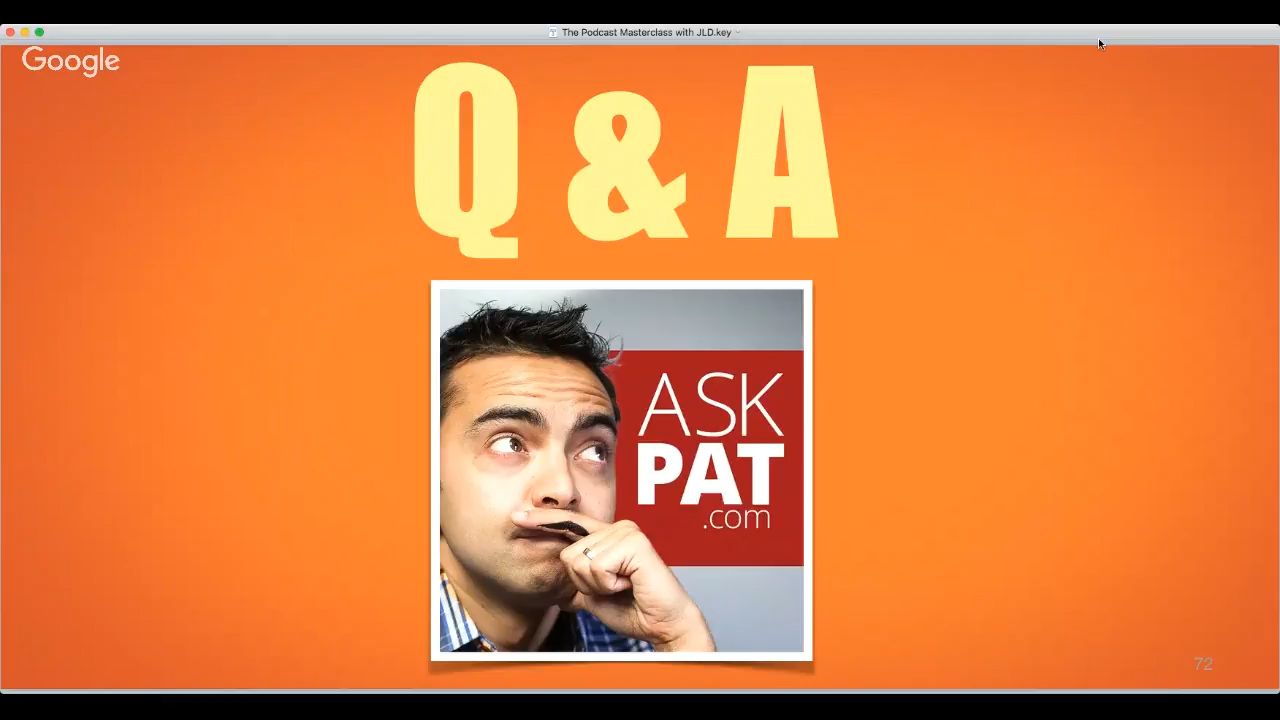 The Podcast Masterclass with JLD.key
Google
Q & A
ASK
PAT
.com
72